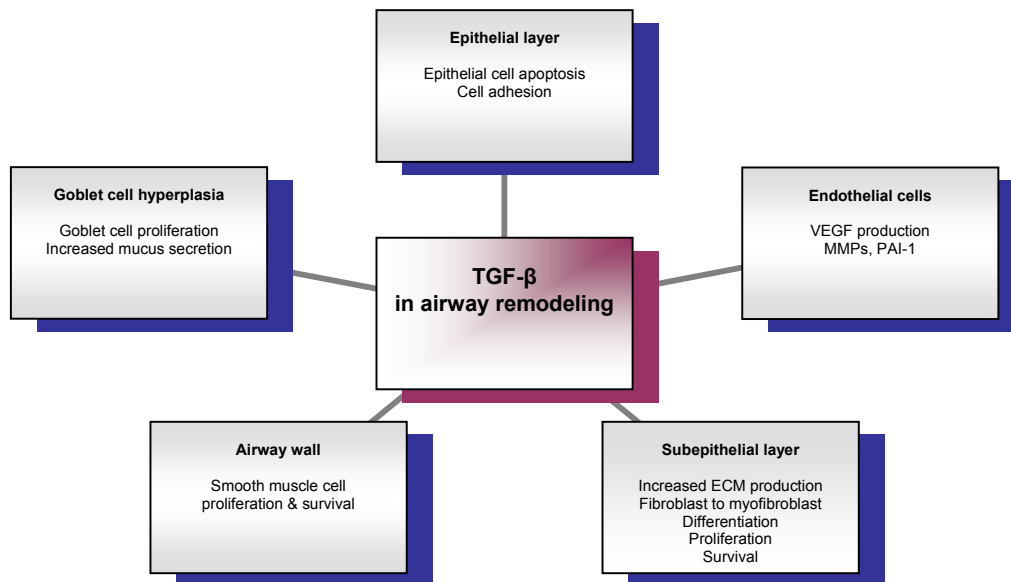 Epithelial layer
Epithelial cell apoptosis
Cell adhesion
Goblet cell hyperplasia
Goblet cell proliferation
Increased mucus secretion
Endothelial cells
VEGF production
MMPs, PAI-1
TGF-β
in airway remodeling
Airway wall
Smooth muscle cell
proliferation & survival
Subepithelial layer
Increased ECM production
Fibroblast to myofibroblast
Differentiation
Proliferation
Survival